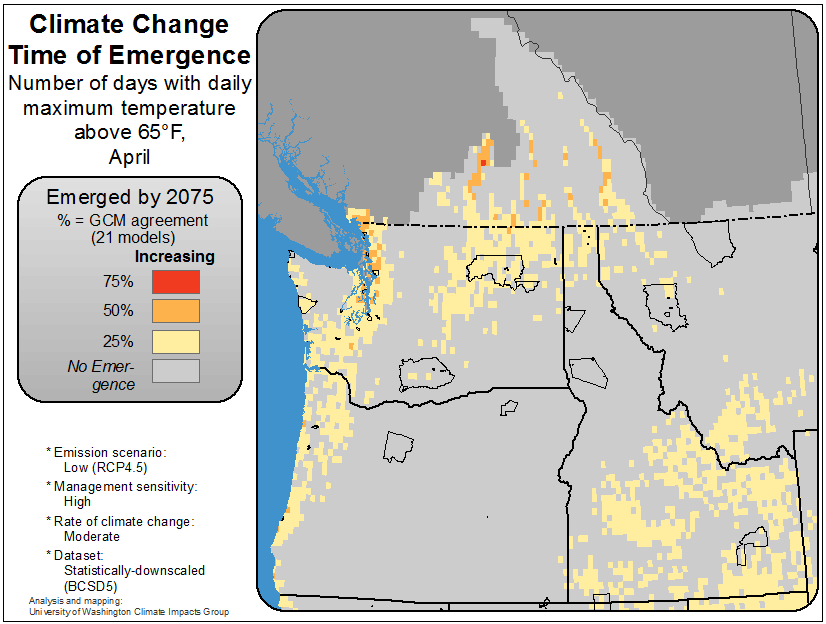 Climate Change
Time of Emergence
Number of days with daily
maximum temperature
above 65°F,
April
Emerged by 2075
% = GCM agreement
(21 models)
Increasing
75%
50%
25%
No Emer-
gence
* Emission scenario:
Low (RCP4.5)
* Management sensitivity:
High
* Rate of climate change:
Moderate
* Dataset:
Statistically-downscaled
(BCSD5)
Analysis and mapping:
University of Washington Climate Impacts Group